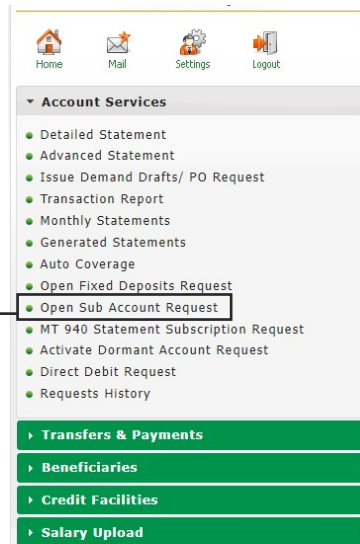 Home Mail Settings Logout
Account Services
Detailed Statement
Advanced Statement
Issue Demand Drafts/ PO Request
Transaction Report
Monthly Statements
Generated Statements
Auto Coverage
Open Fixed Deposits Request
Open Sub Account Request
MT 940 Statement Subscription Request
Activate Dormant Account Request
Direct Debit Request
Requests History
Transfers & Payments
Beneficiaries
Credit Facilities
Salary Upload